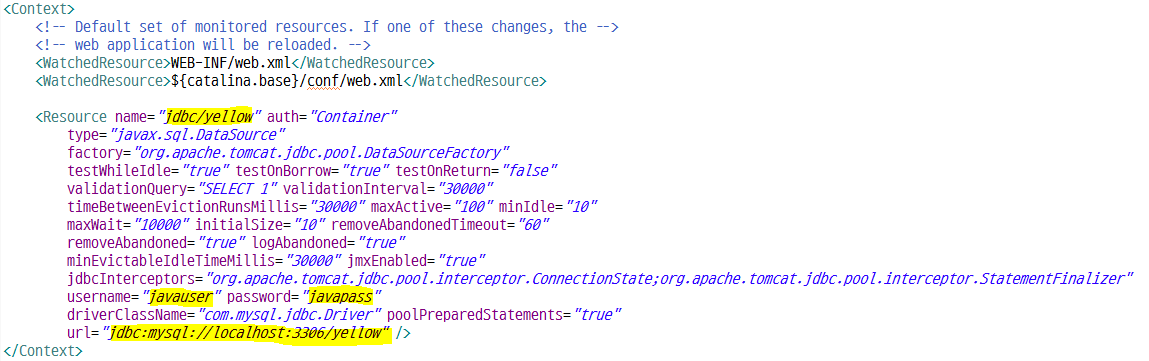 <Context>
<!-- Default set of monitored resources. If one of these changes, the -->
<!-- web application will be reloaded. -->
<WatchedResource>WEB-INF/web.xml</WatchedResource>
<WatchedResource>${catalina.base}/conf/web.xml</WatchedResource>
<Resource name="jdbc/yellow" auth="Container"
type="javax.sql.DataSource"
factory="org.apache.tomcat.jdbc.pool.DataSourceFactory"
testWhileIdle="true" testOnBorrow="true" testOnReturn="false"
validationQuery="SELECT 1" validationInterval="30000"
timeBetweenEvictionRunsMillis="30000" maxActive="100" minIdle="10"
maxWait="10000" initialSize="10" removeAbandonedTimeout="60"
removeAbandoned="true" logAbandoned="true"
minEvictableIdleTimeMillis="30000" jmxEnabled="true"
jdbcInterceptors="org.apache.tomcat.jdbc.pool.interceptor.ConnectionState;org.apache.tomcat.jdbc.pool.interceptor.StatementFinalizer"
username="javauser" password="javapass"
driverClassName="com.mysql.jdbc.Driver" poolPreparedStatements="true"
url="jdbc:mysql://localhost:3306/yellow" />
</Context>